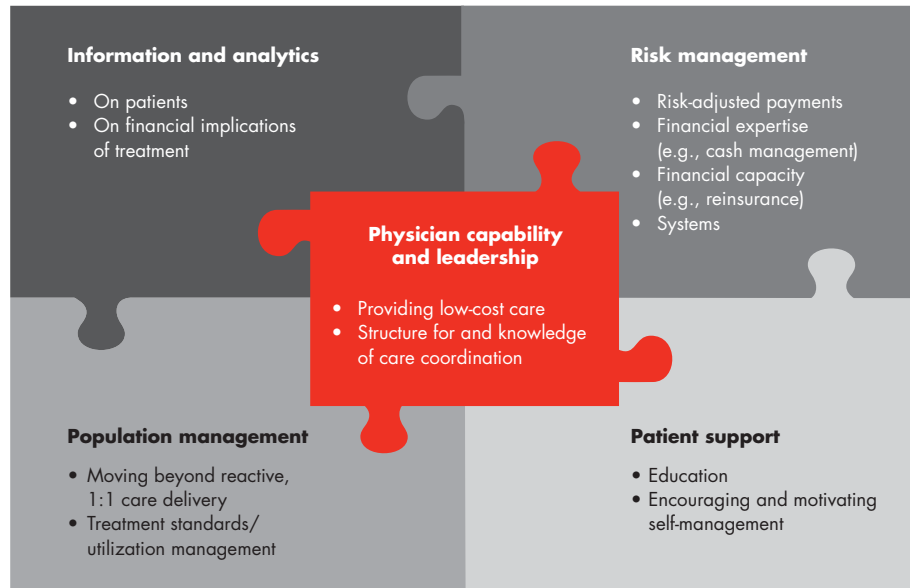 Information and analytics
• On patients
• On financial implications
of treatment
Risk management
• Risk-adjusted payments
• Financial expertise
(e.g., cash management)
• Financial capacity
(e.g., reinsurance)
• Systems
Physician capability
and leadership
• Providing low-cost care
• Structure for and knowledge
of care coordination
Population management
• Moving beyond reactive,
1:1 care delivery
• Treatment standards/
utilization management
Patient support
• Education
• Encouraging and motivating
self-management